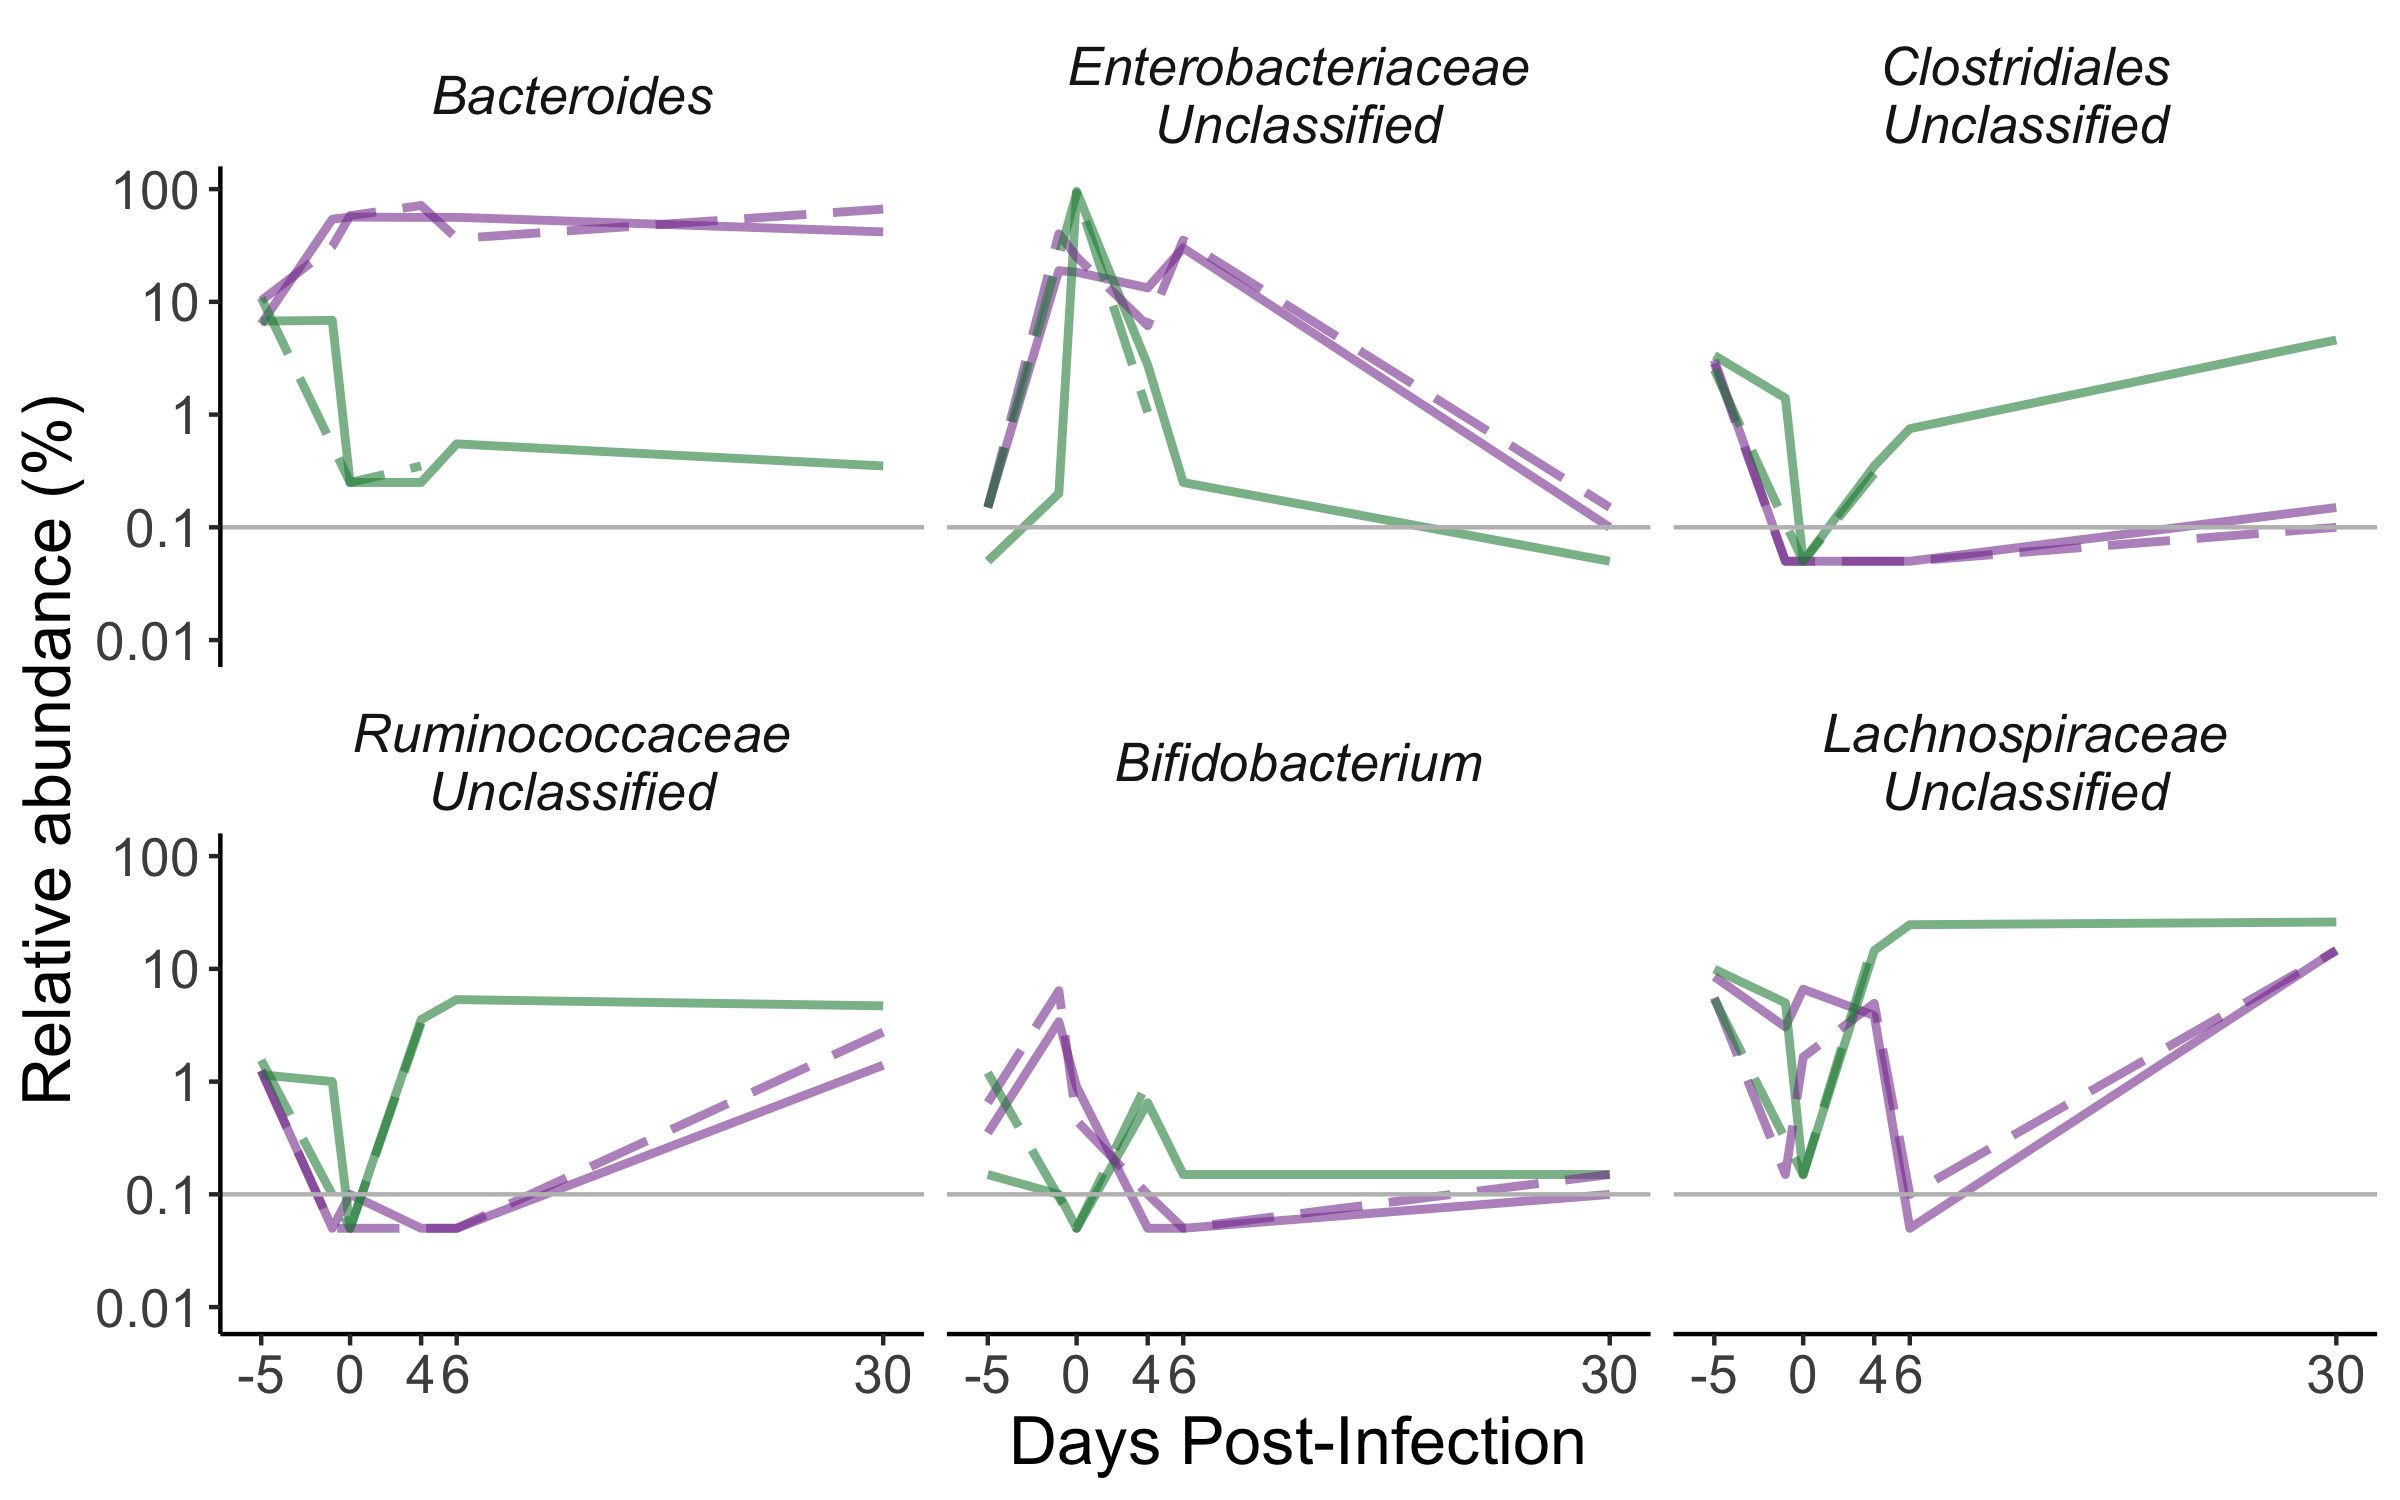 Bacteroides
Enterobacteriaceae
Unclassified
Clostridiales
Unclassified
100
10
1
0.1
0.01
Relative abundance (%)
Ruminococcaceae
Unclassified
Bifidobacterium
Lachnospiraceae
Unclassified
100
10
1
0.1
0.01
-5 0 4 6 30
-5 0 4 6 30
-5 0 4 6 30
Days Post-Infection